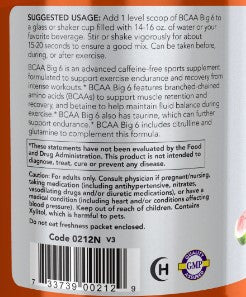 SUGGESTED USAGE: Add 1 level scoop of BCAA Big 6 to
a glass or shaker cup filled with 14-16 oz. of water or your
favorite beverage. Stir or shake vigorously for about
15-20 seconds to ensure a good mix. Can be taken before,
during, or after exercise.
BCAA Big 6 is an advanced caffeine-free sports supplement
formulated to support exercise endurance and recovery from
intense workouts.* BCAA Big 6 features branched-chain
amino acids (BCAAs) to support muscle retention and
recovery, and betaine to help maintain fluid balance during
exercise.* BCAA Big 6 also has taurine, which can further
support endurance.* BCAA Big 6 includes citrulline and
glutamine to complement this formula.
*These statements have not been evaluated by the Food
and Drug Administration. This product is not intended to
diagnose, treat, cure or prevent any disease.
CAUTION: For adults only. Consult physician if pregnant/nursing,
taking medication (including antihypertensive, nitrates,
vasodilating drugs and/or diuretic medications), or have a
medical condition (including heart and/or conditions affecting
blood pressure). Keep out of reach of children. Contains
Xylitol, which is harmful to pets.
Do not eat freshness packet enclosed.
Code 0212N V3
7 33739 00212 9
H
QUALITY
GMP